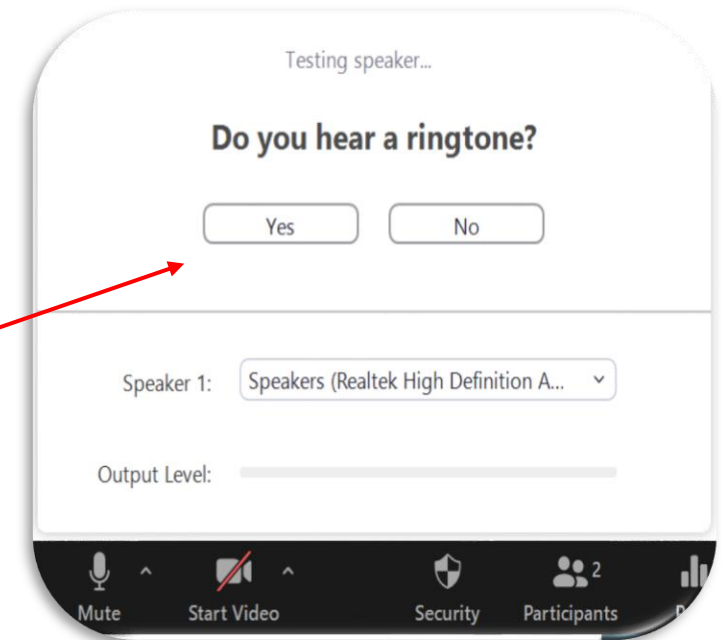 Testing speaker...
Do you hear a ringtone?
Yes No
Speaker 1: Speakers (Realtek High Definition A...
Output Level:
2
Mute Start Video Security Participants